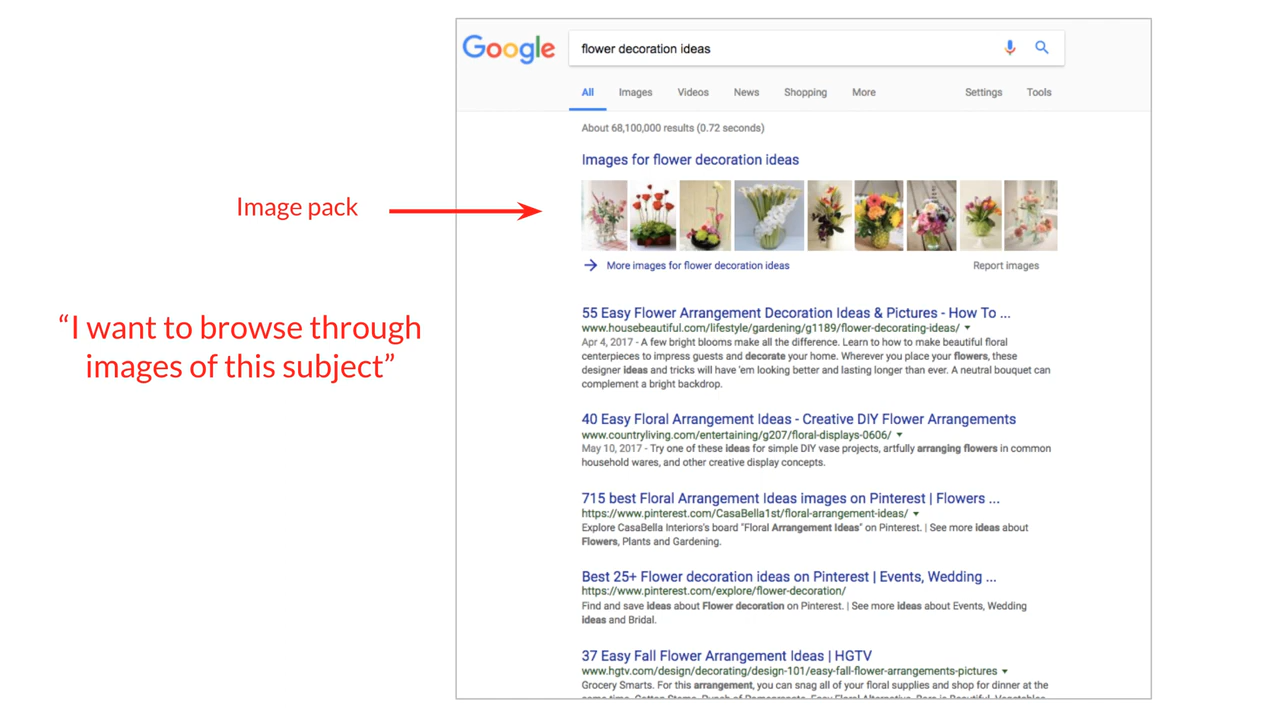 Google
flower decoration ideas
All Images Videos News Shopping More Settings Tools
About 68,100,000 results (0.72 seconds)
Images for flower decoration ideas
Image pack
More images for flower decoration ideas
Report images
“I want to browse through
images of this subject”
55 Easy Flower Arrangement Decoration Ideas & Pictures - How To ...
www.housebeautiful.com/lifestyle/gardening/g1189/flower-decorating-ideas/
Apr 4, 2017 - A few bright blooms make all the difference. Learn to how to make beautiful floral
centerpieces to impress guests and decorate your home. Wherever you place your flowers, these
designer ideas and tricks will have 'em looking better and lasting longer than ever. A neutral bouquet can
complement a bright backdrop.
40 Easy Floral Arrangement Ideas - Creative DIY Flower Arrangements
www.countryliving.com/entertaining/g207/floral-displays-0606/
May 10, 2017 - Try one of these ideas for simple DIY vase projects, artfully arranging flowers in common
household wares, and other creative display concepts.
715 best Floral Arrangement Ideas images on Pinterest | Flowers ...
https://www.pinterest.com/CasaBella1st/floral-arrangement-ideas/
Explore CasaBella Interiors's board "Floral Arrangement Ideas" on Pinterest. | See more ideas about
Flowers, Plants and Gardening.
Best 25+ Flower decoration ideas on Pinterest | Events, Wedding ...
https://www.pinterest.com/explore/flower-decoration/
Find and save ideas about Flower decoration on Pinterest. | See more ideas about Events, Wedding
ideas and Bridal.
37 Easy Fall Flower Arrangement Ideas | HGTV
www.hgtv.com/design/decorating/design-101/easy-fall-flower-arrangements-pictures
Grocery Smarts. For this arrangement, you can snag all of your floral supplies and shop for dinner at the